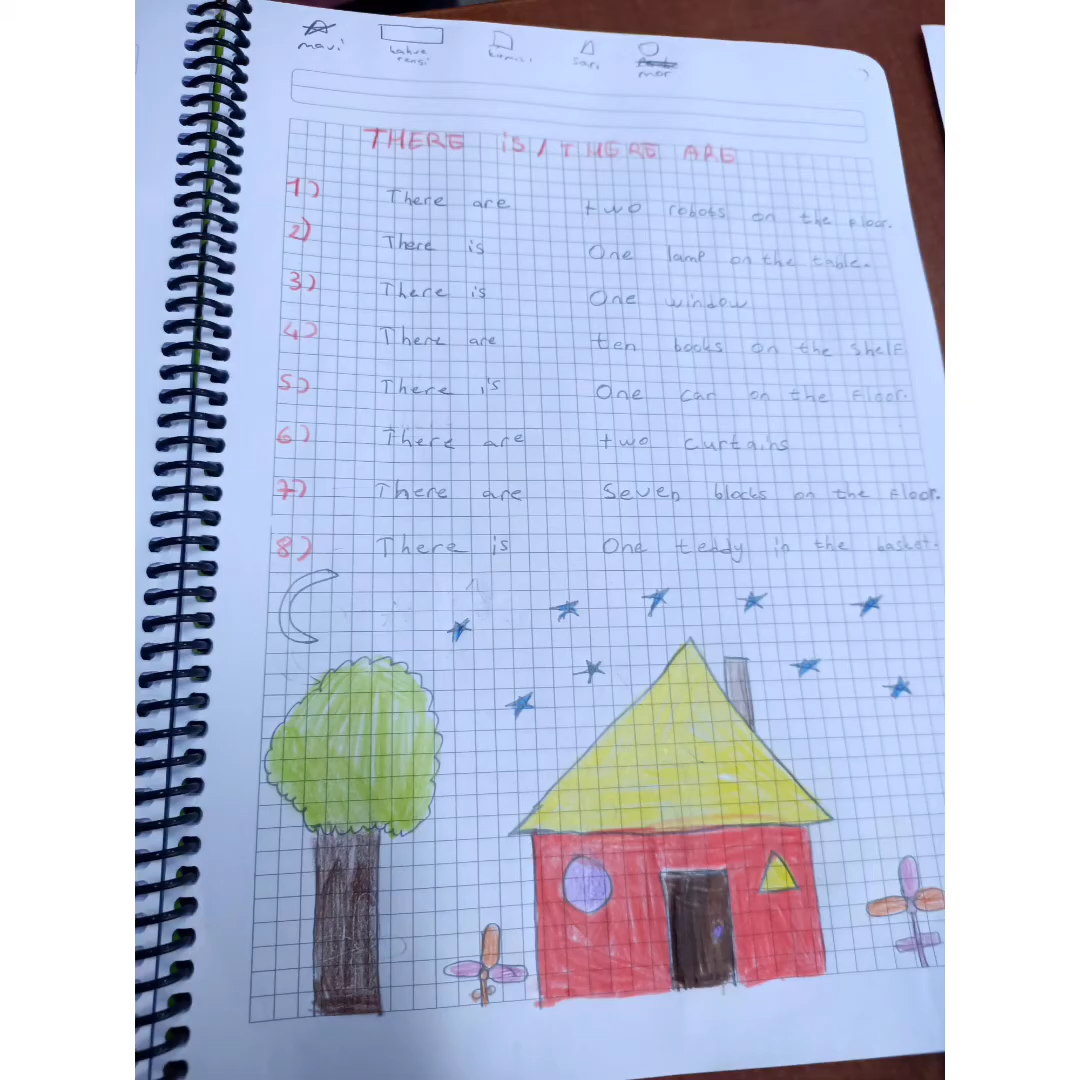 mavi kahve rengi kırmızı sarı mor
THERE iS / THERE ARE
1) There are two robots on the floor.
2) There is One lamp on the table.
3) There is One window
4) There are ten books on the shelf
5) There is One car on the floor.
6) There are two curtains
7) There are Seven blocks on the floor.
8) There is One teddy in the basket.